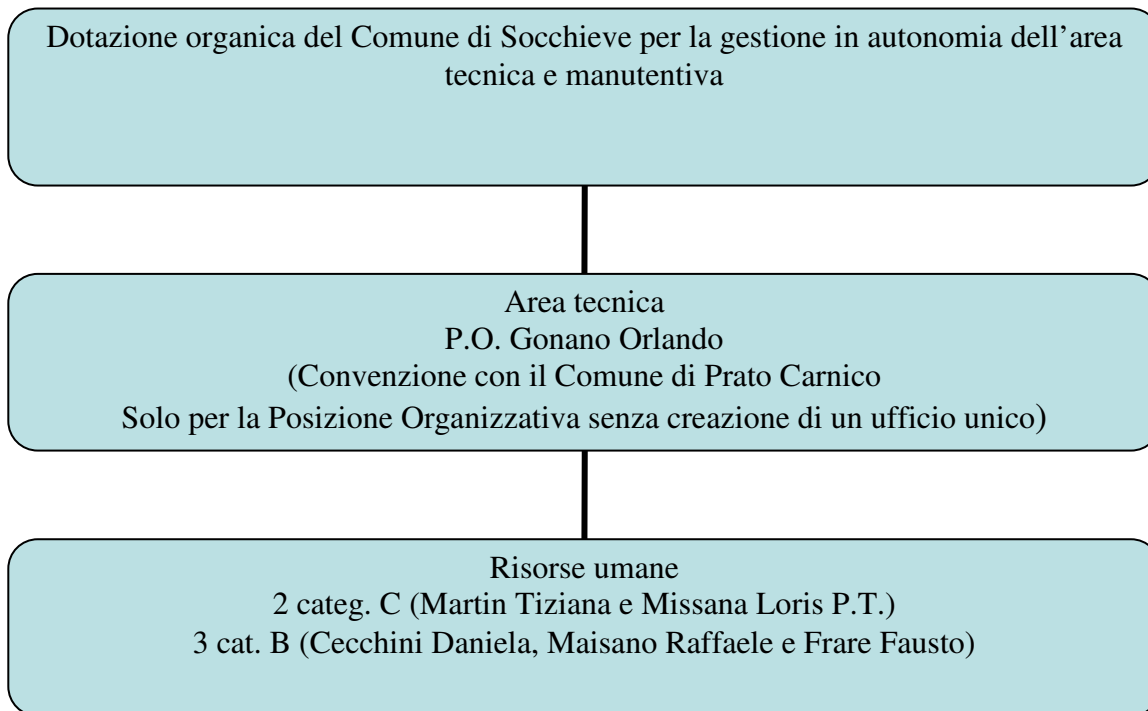 Dotazione organica del Comune di Socchieve per la gestione in autonomia dell’area
tecnica e manutentiva
Area tecnica
P.O. Gonano Orlando
(Convenzione con il Comune di Prato Carnico
Solo per la Posizione Organizzativa senza creazione di un ufficio unico)
Risorse umane
2 categ. C (Martin Tiziana e Missana Loris P.T.)
3 cat. B (Cecchini Daniela, Maisano Raffaele e Frare Fausto)